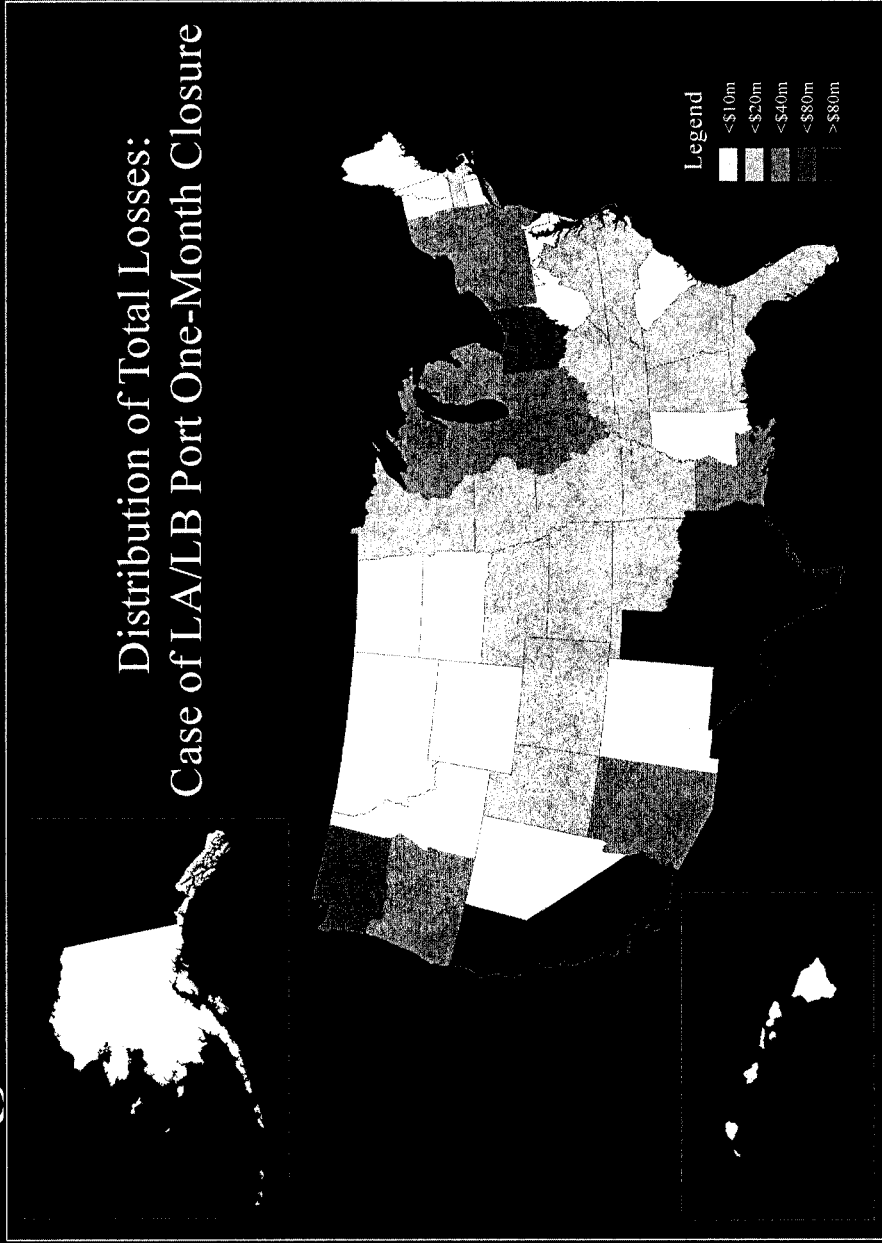 Distribution of Total Losses:
Case of LA/LB Port One-Month Closure
Legend
<$10m
<$20m
<$40m
<$80m
>$80m